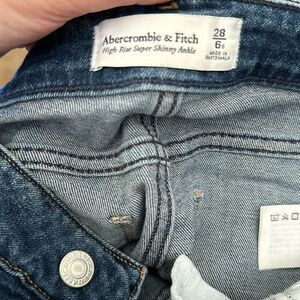 Abercrombie & Fitch
High Rise Super Skinny Ankle
28
6S
MADE IN
GUATEMALA